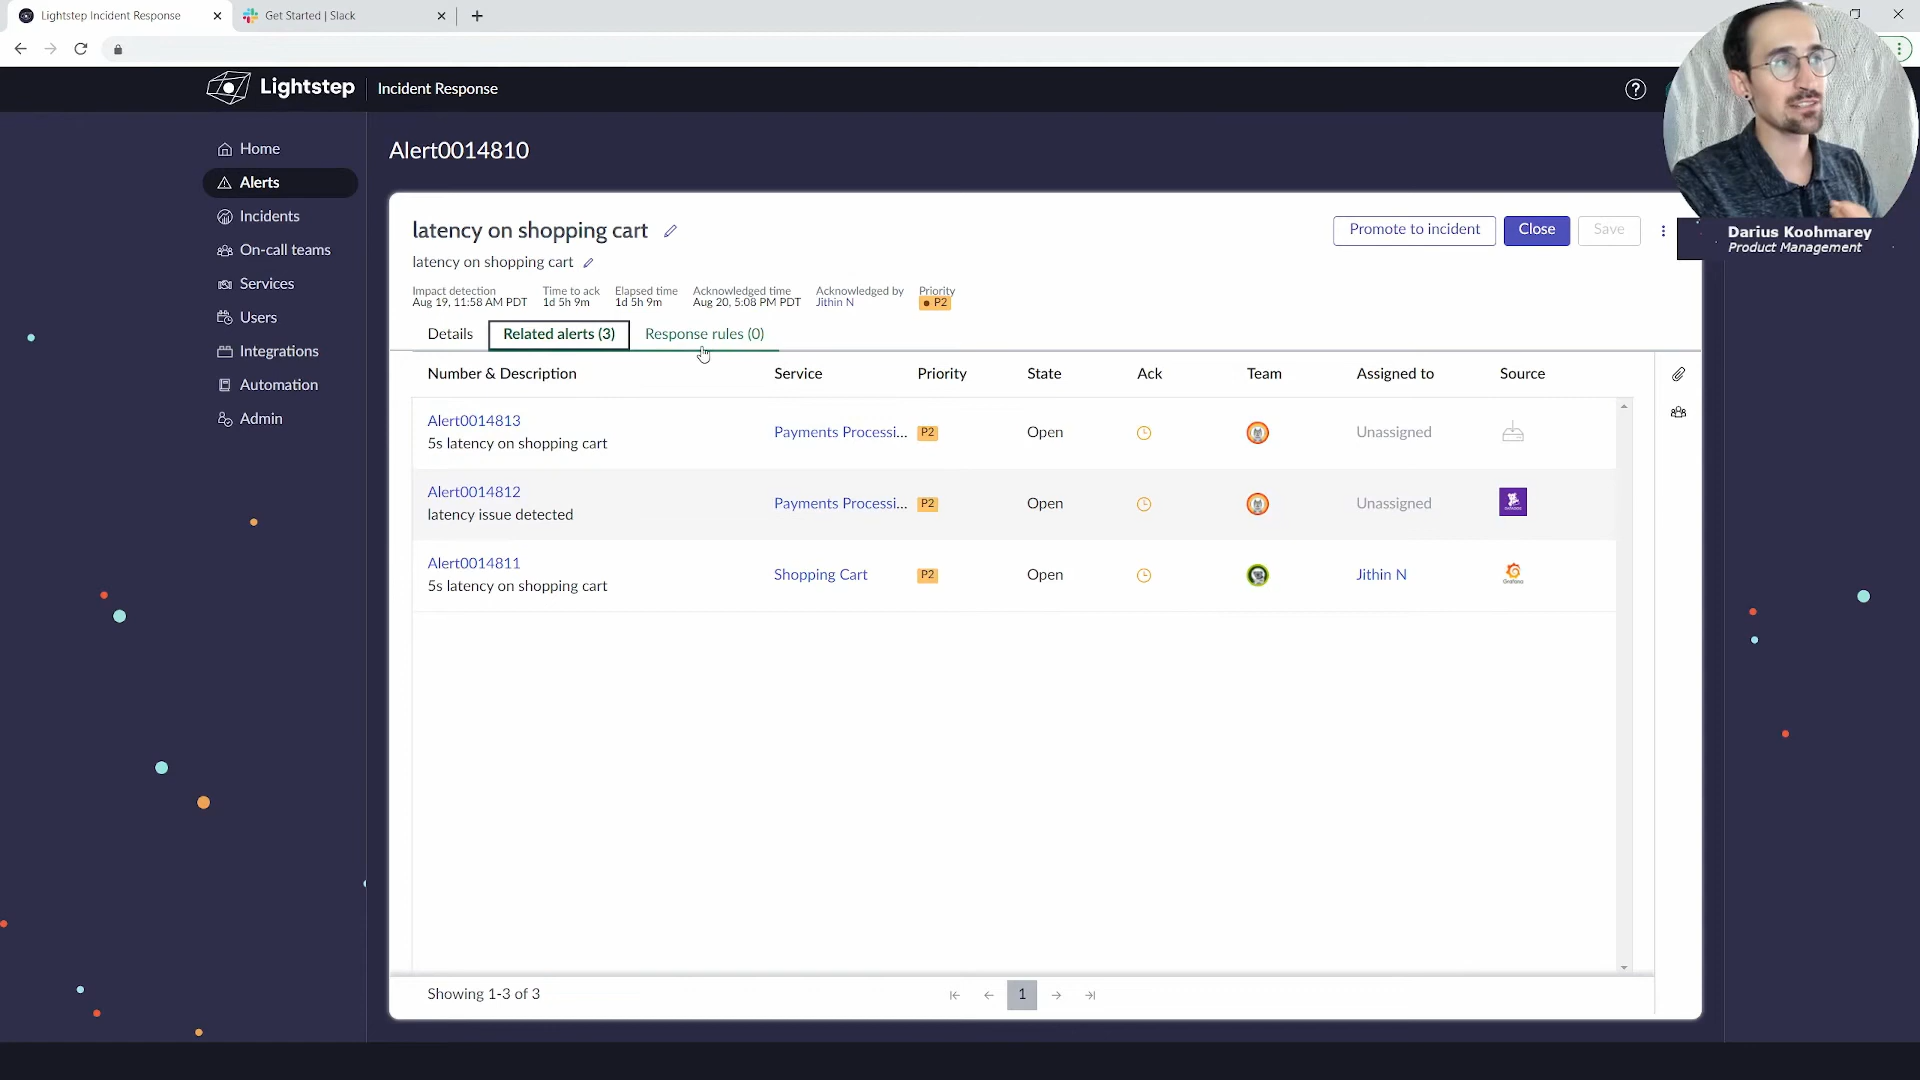 Lightstep Incident Response
Get Started | Slack
Lightstep
Incident Response
Home
Alerts
Incidents
On-call teams
Services
Users
Integrations
Automation
Admin
Alert0014810
latency on shopping cart
latency on shopping cart
Promote to incident
Close
Save
Darius Koohmarey
Product Management
Impact detection Time to ack Elapsed time Acknowledged time Acknowledged by Priority
Aug 19, 11:58 AM PDT 1d 5h 9m 1d 5h 9m Aug 20, 5:08 PM PDT Jithin N P2
Details Related alerts (3) Response rules (0)
Number & Description Service Priority State Ack Team Assigned to Source
Alert0014813
5s latency on shopping cart
Payments Processi... P2 Open Unassigned
Alert0014812
latency issue detected
Payments Processi... P2 Open Unassigned
Alert0014811
5s latency on shopping cart
Shopping Cart P2 Open Jithin N
Grafana
Showing 1-3 of 3
1